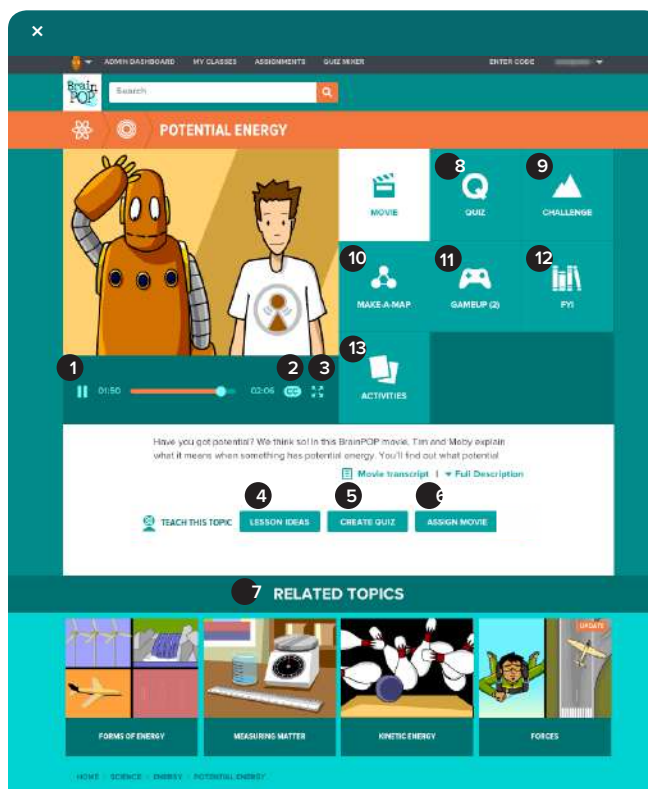 ×
ADMIN DASHBOARD MY CLASSES ASSIGNMENTS QUIZ MIXER ENTER CODE
Brain POP
Search
POTENTIAL ENERGY
8 9
MOVIE QUIZ CHALLENGE
10 11 12
MAKE-A-MAP GAMEUP (2) FYI
13
ACTIVITIES
1 2 3
01:50 02:06 CC
Have you got potential? We think so! In this BrainPOP movie, Tim and Moby explain
what it means when something has potential energy. You'll find out what potential
Movie transcript | Full Description
4 5 6
TEACH THIS TOPIC LESSON IDEAS CREATE QUIZ ASSIGN MOVIE
7 RELATED TOPICS
UPDATE
FORMS OF ENERGY MEASURING MATTER KINETIC ENERGY FORCES
HOME / SCIENCE / ENERGY / POTENTIAL ENERGY